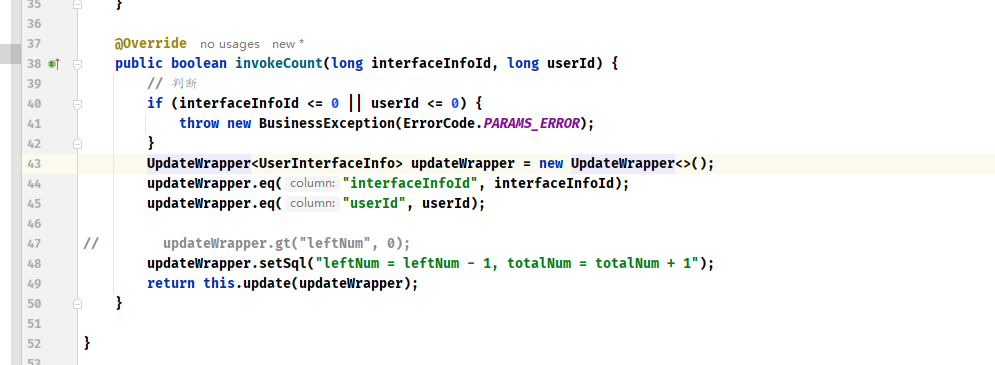 35 }
36
37 @Override no usages new *
38 public boolean invokeCount(long interfaceInfoId, long userId) {
39 // 判断
40 if (interfaceInfoId <= 0 || userId <= 0) {
41 throw new BusinessException(ErrorCode.PARAMS_ERROR);
42 }
43 UpdateWrapper<UserInterfaceInfo> updateWrapper = new UpdateWrapper<>();
44 updateWrapper.eq( column: "interfaceInfoId", interfaceInfoId);
45 updateWrapper.eq( column: "userId", userId);
46
47 // updateWrapper.gt("leftNum", 0);
48 updateWrapper.setSql("leftNum = leftNum - 1, totalNum = totalNum + 1");
49 return this.update(updateWrapper);
50 }
51
52 }
53